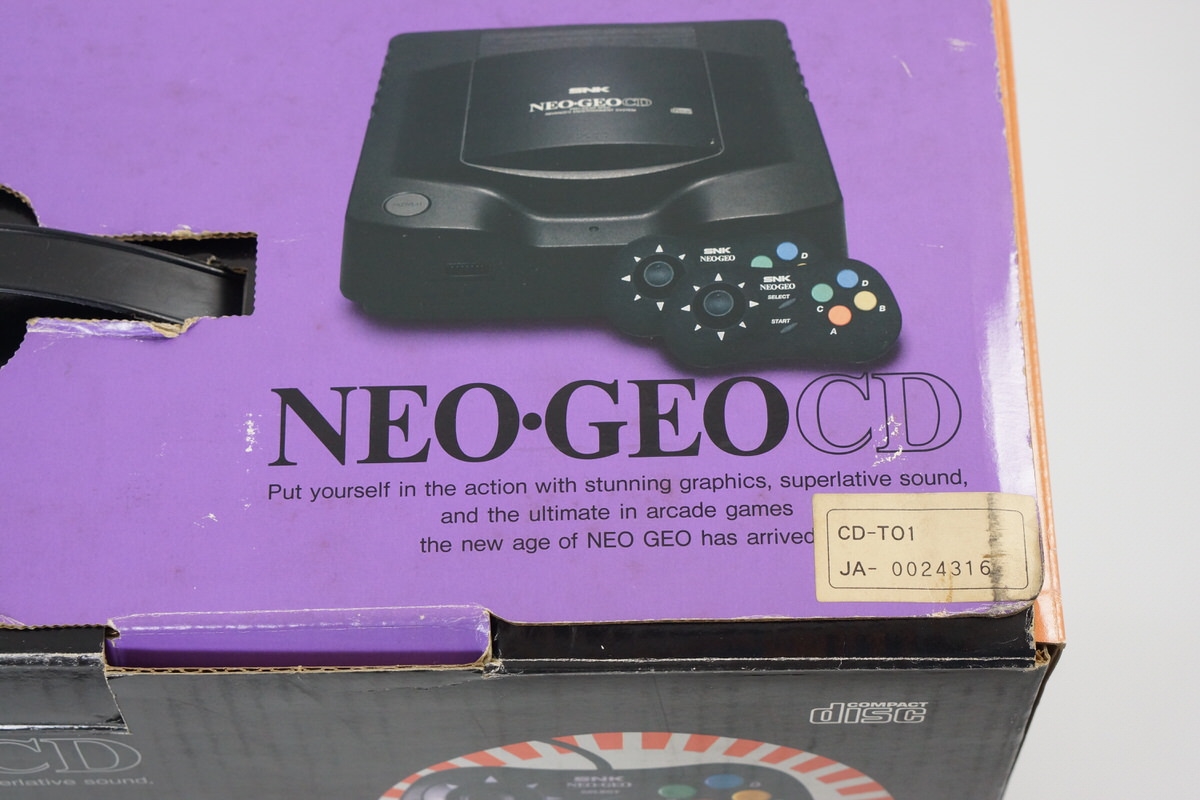 SNK
NEO•GEO CD
SNK
NEO•GEO
D
SNK
NEO•GEO
SELECT
START
D
C
B
A
NEO•GEO CD
Put yourself in the action with stunning graphics, superlative sound,
and the ultimate in arcade games
the new age of NEO GEO has arrived
CD-T01
JA- 0024316
COMPACT
disc
CD
erlative sound,
SNK
NEO•GEO
SELECT
D